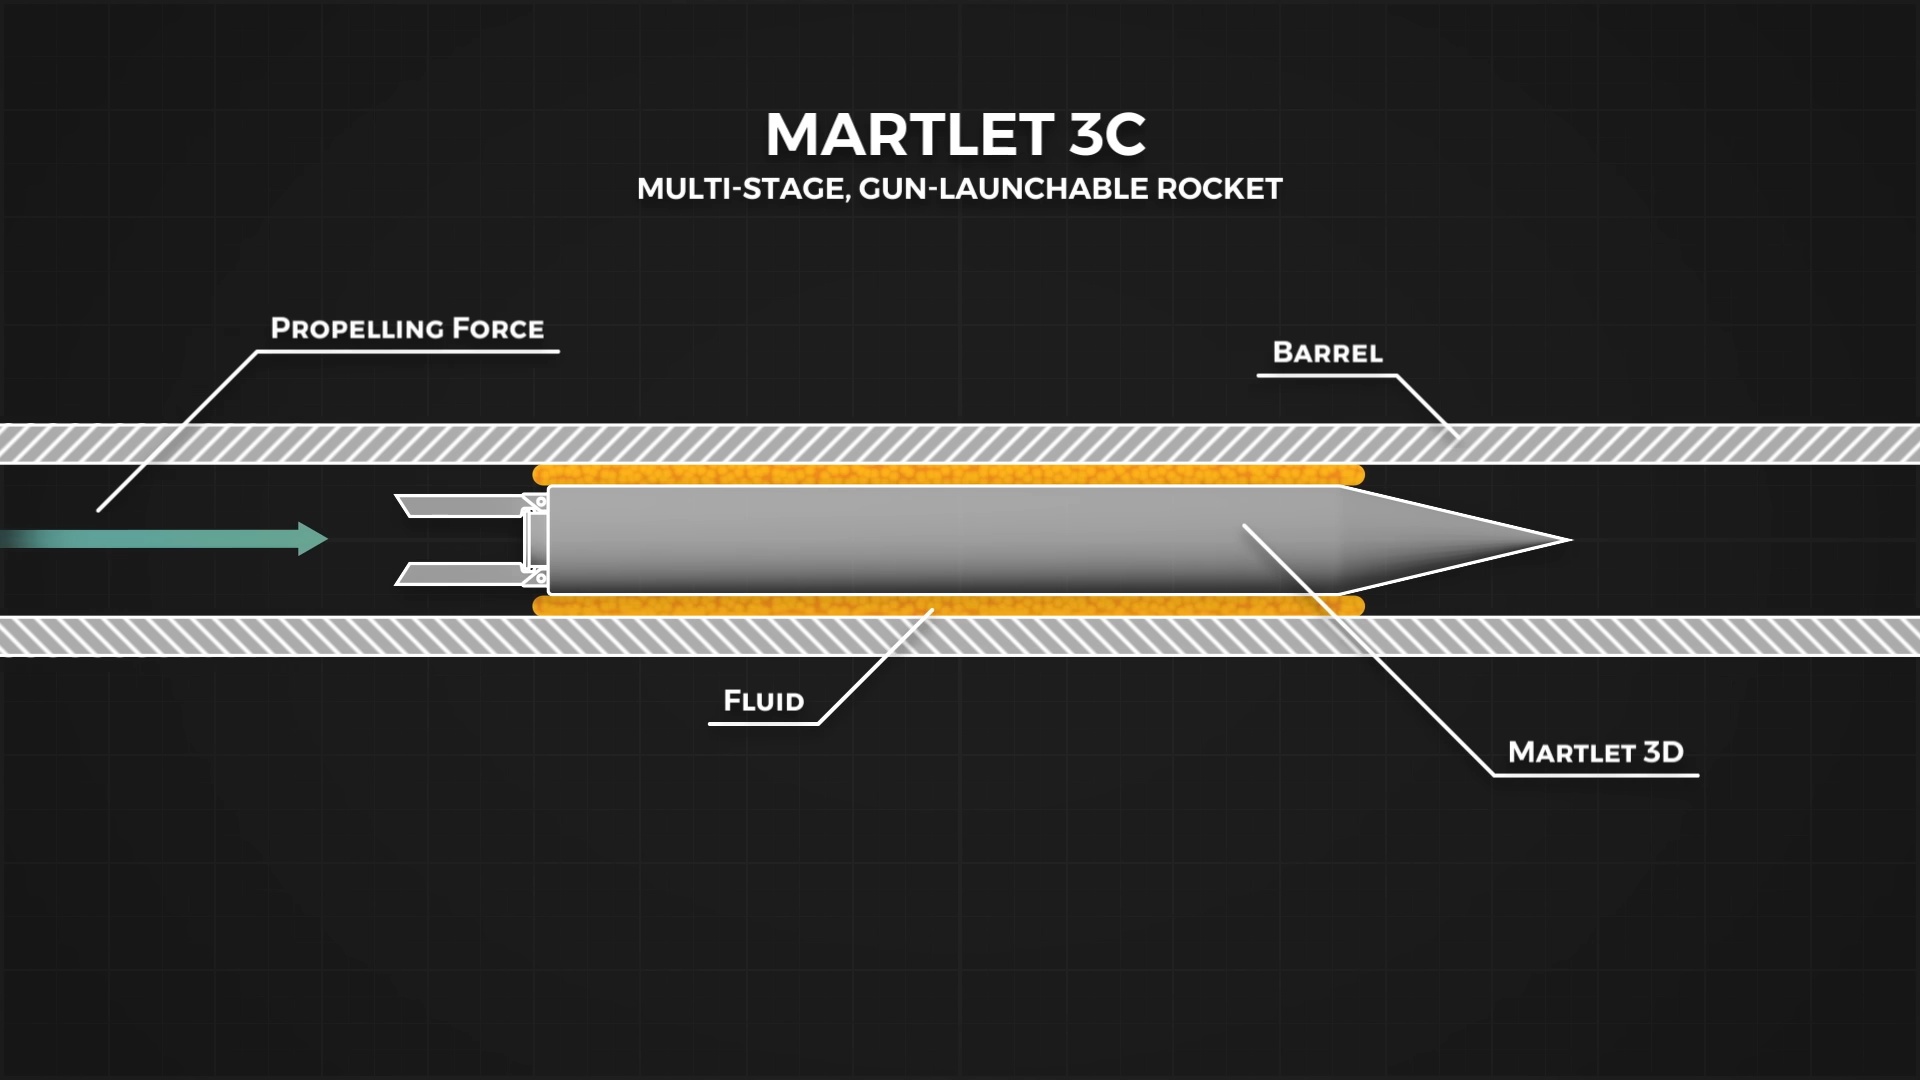 MARTLET 3C
MULTI-STAGE, GUN-LAUNCHABLE ROCKET
PROPELLING FORCE
BARREL
FLUID
MARTLET 3D